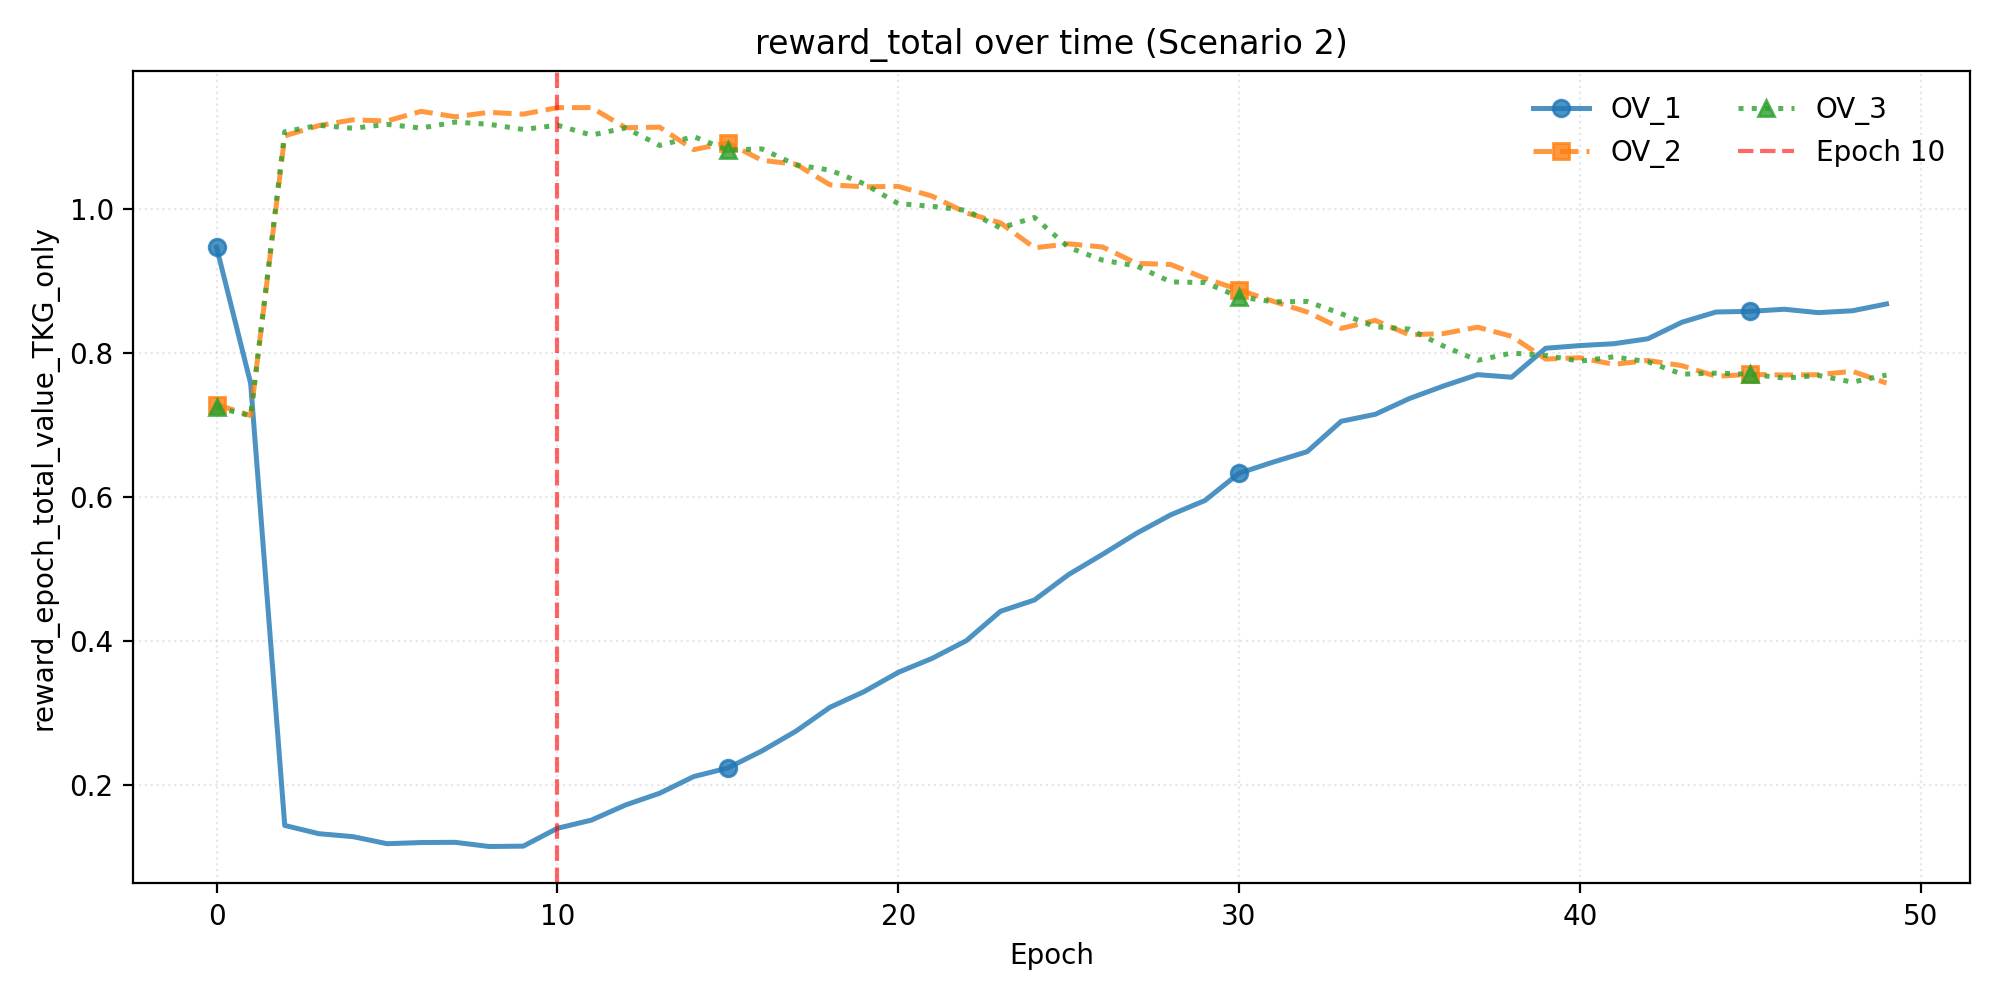 reward_total over time (Scenario 2)
reward_epoch_total_value_TKG_only
1.0
0.8
0.6
0.4
0.2
OV_1
OV_2
OV_3
Epoch 10
0
10
20
30
40
50
Epoch